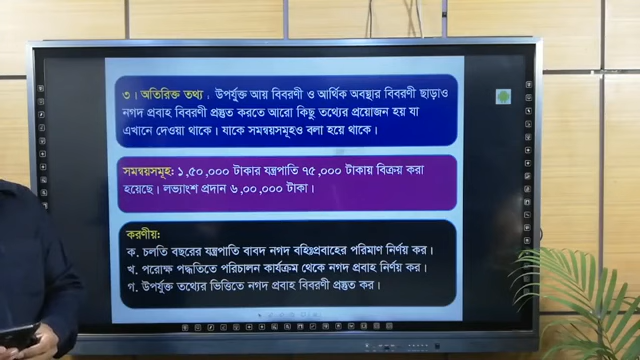 ৩। অতিরিক্ত তথ্য : উপর্যুক্ত আয় বিবরণী ও আর্থিক অবস্থার বিবরণী ছাড়াও
নগদ প্রবাহ বিবরণী প্রস্তুত করতে আরো কিছু তথ্যের প্রয়োজন হয় যা
এখানে দেওয়া থাকে। যাকে সমন্বয়সমূহও বলা হয়ে থাকে।
সমন্বয়সমূহ: ১,৫০,০০০ টাকার যন্ত্রপাতি ৭৫,০০০ টাকায় বিক্রয় করা
হয়েছে। লভ্যাংশ প্রদান ৬,০০,০০০ টাকা।
করণীয়:
ক. চলতি বছরের যন্ত্রপাতি বাবদ নগদ বহিঃপ্রবাহের পরিমাণ নির্ণয় কর।
খ. পরোক্ষ পদ্ধতিতে পরিচালন কার্যক্রম থেকে নগদ প্রবাহ নির্ণয় কর।
গ. উপর্যুক্ত তথ্যের ভিত্তিতে নগদ প্রবাহ বিবরণী প্রস্তুত কর।